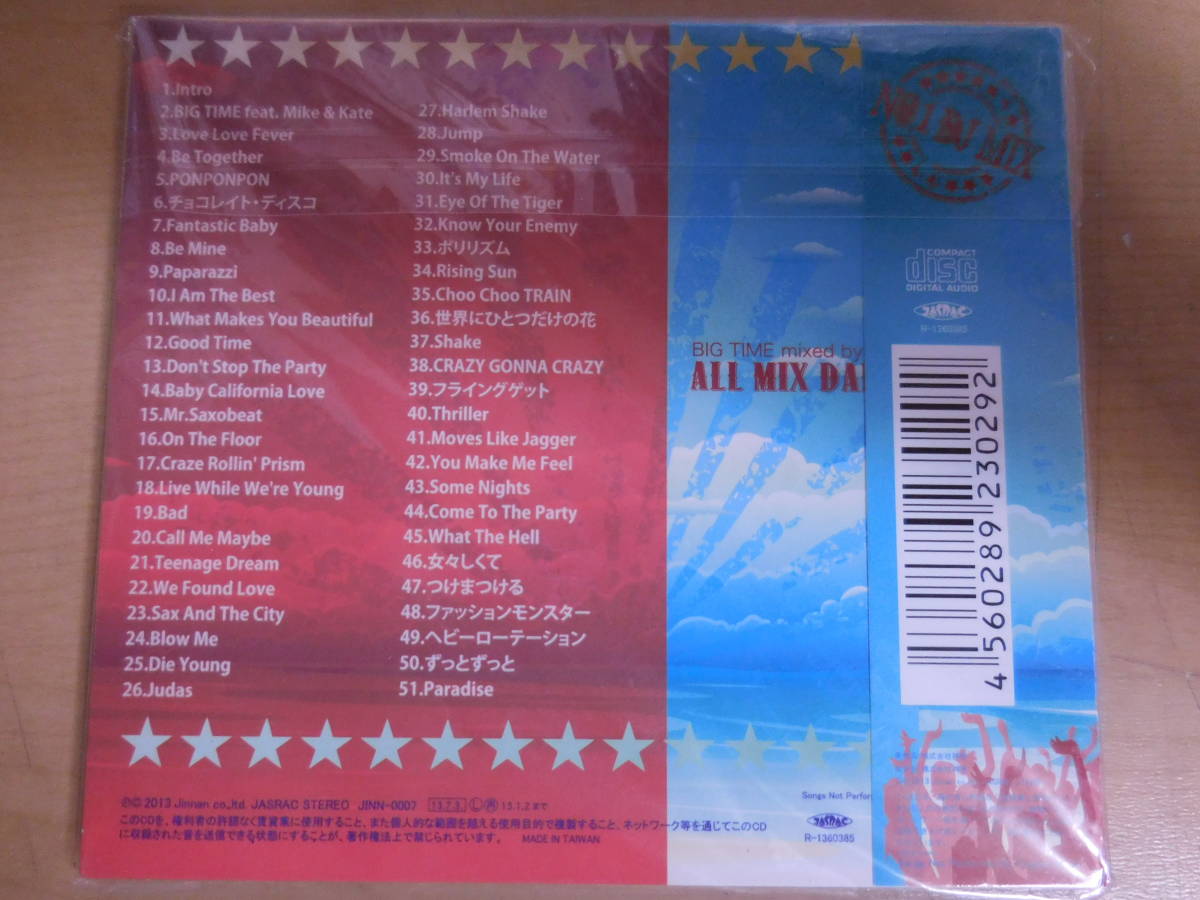 1.Intro
2.BIG TIME feat. Mike & Kate
3.Love Love Fever
4.Be Together
5.PONPONPON
6.チョコレイト・ディスコ
7.Fantastic Baby
8.Be Mine
9.Paparazzi
10.I Am The Best
11.What Makes You Beautiful
12.Good Time
13.Don't Stop The Party
14.Baby California Love
15.Mr.Saxobeat
16.On The Floor
17.Craze Rollin' Prism
18.Live While We're Young
19.Bad
20.Call Me Maybe
21.Teenage Dream
22.We Found Love
23.Sax And The City
24.Blow Me
25.Die Young
26.Judas
27.Harlem Shake
28.Jump
29.Smoke On The Water
30.It's My Life
31.Eye Of The Tiger
32.Know Your Enemy
33.ポリリズム
34.Rising Sun
35.Choo Choo TRAIN
36.世界にひとつだけの花
37.Shake
38.CRAZY GONNA CRAZY
39.フライングゲット
40.Thriller
41.Moves Like Jagger
42.You Make Me Feel
43.Some Nights
44.Come To The Party
45.What The Hell
46.女々しくて
47.つけまつける
48.ファッションモンスター
49.ヘビーローテーション
50.ずっとずっと
51.Paradise
℗© 2013 Jinnan co,.ltd. JASRAC STEREO JINN-0007 13.7.3. Ⓛ 15.1.2まで
このCDを、権利者の許諾なく賃貸業に使用すること、また個人的な範囲を越える使用目的で複製すること、ネットワーク等を通じてこのCD
に収録された音を送信できる状態にすることが、著作権法上で禁じられています。 MADE IN TAIWAN
BIG TIME mixed by
ALL MIX DA
Songs Not Perfor
JASRAC
R-1360385
NO.1 DJ MIX
COMPACT
disc
DIGITAL AUDIO
JASRAC
R-1360385
4560289230292